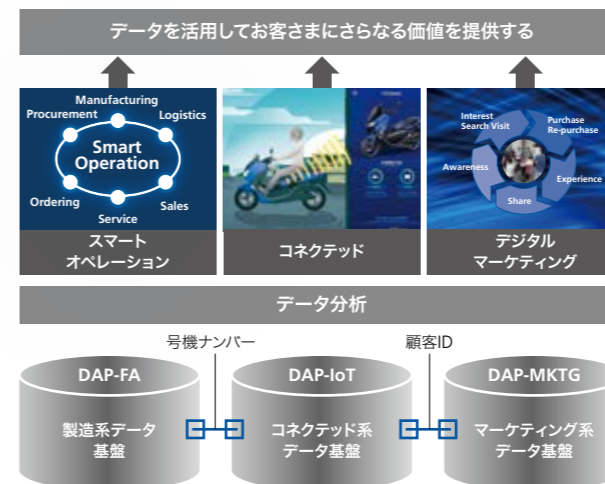 データを活用してお客さまにさらなる価値を提供する
Manufacturing
Procurement
Logistics
Smart
Operation
Ordering
Sales
Service
Interest
Search Visit
Purchase
Re-purchase
Awareness
Experience
Share
スマート
オペレーション
コネクテッド
デジタル
マーケティング
データ分析
号機ナンバー
顧客ID
DAP-FA
DAP-IoT
DAP-MKTG
製造系データ
基盤
コネクテッド系
データ基盤
マーケティング系
データ基盤